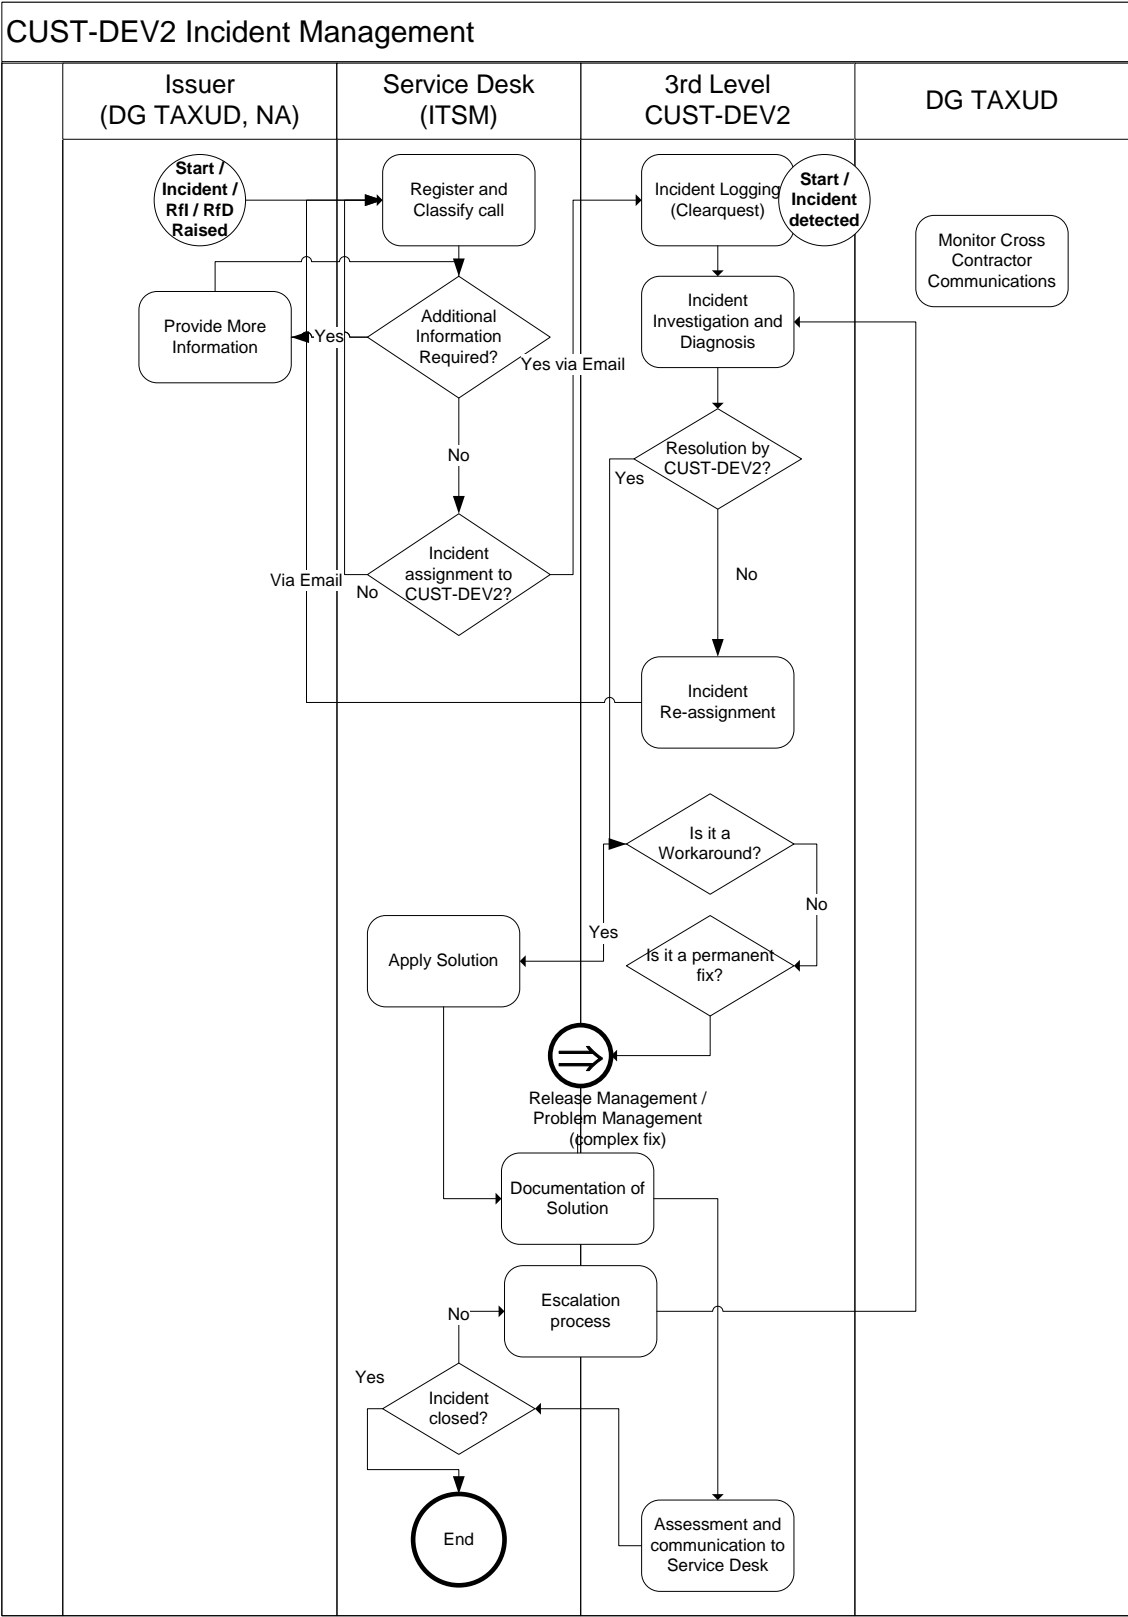 CUST-DEV2 Incident Management
Issuer
(DG TAXUD, NA)
Service Desk
(ITSM)
3rd Level
CUST-DEV2
DG TAXUD
Start /
Incident /
RfI / RfD
Raised
Register and
Classify call
Incident Logging
(Clearquest)
Start /
Incident
detected
Monitor Cross
Contractor
Communications
Provide More
Information
Yes
Additional
Information
Required?
Yes via Email
Incident
Investigation and
Diagnosis
No
Resolution by
CUST-DEV2?
Yes
Via Email
No
Incident
assignment to
CUST-DEV2?
No
Incident
Re-assignment
Is it a
Workaround?
No
Yes
Apply Solution
Is it a permanent
fix?
Release Management /
Problem Management
(complex fix)
Documentation of
Solution
No
Escalation
process
Yes
Incident
closed?
End
Assessment and
communication to
Service Desk